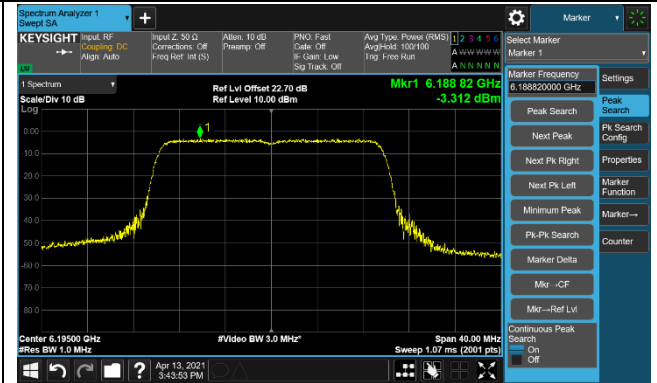 Spectrum Analyzer 1
Swept SA
+
Marker
KEYSIGHT
Input: RF
Coupling: DC
Align: Auto
Input Z: 50 Ω
Corrections: Off
Freq Ref: Int (S)
Atten: 10 dB
Preamp: Off
PNO: Fast
Gate: Off
IF Gain: Low
Sig Track: Off
Avg Type: Power (RMS)
Avg|Hold: 100/100
Trig: Free Run
1 2 3 4 5 6
A W W W W W
A N N N N N
LXI
Select Marker
Marker 1
1 Spectrum
Scale/Div 10 dB
Log
Ref Lvl Offset 22.70 dB
Ref Level 10.00 dBm
Mkr1 6.188 82 GHz
-3.312 dBm
1
0.00
-10.0
-20.0
-30.0
-40.0
-50.0
-60.0
-70.0
-80.0
Center 6.19500 GHz
#Res BW 1.0 MHz
#Video BW 3.0 MHz*
Span 40.00 MHz
Sweep 1.07 ms (2001 pts)
Marker Frequency
6.188820000 GHz
Peak Search
Next Peak
Next Pk Right
Next Pk Left
Minimum Peak
Pk-Pk Search
Marker Delta
Mkr→CF
Mkr→Ref Lvl
Continuous Peak
Search
On
Off
Settings
Peak
Search
Pk Search
Config
Properties
Marker
Function
Marker→
Counter
?
Apr 13, 2021
3:43:53 PM